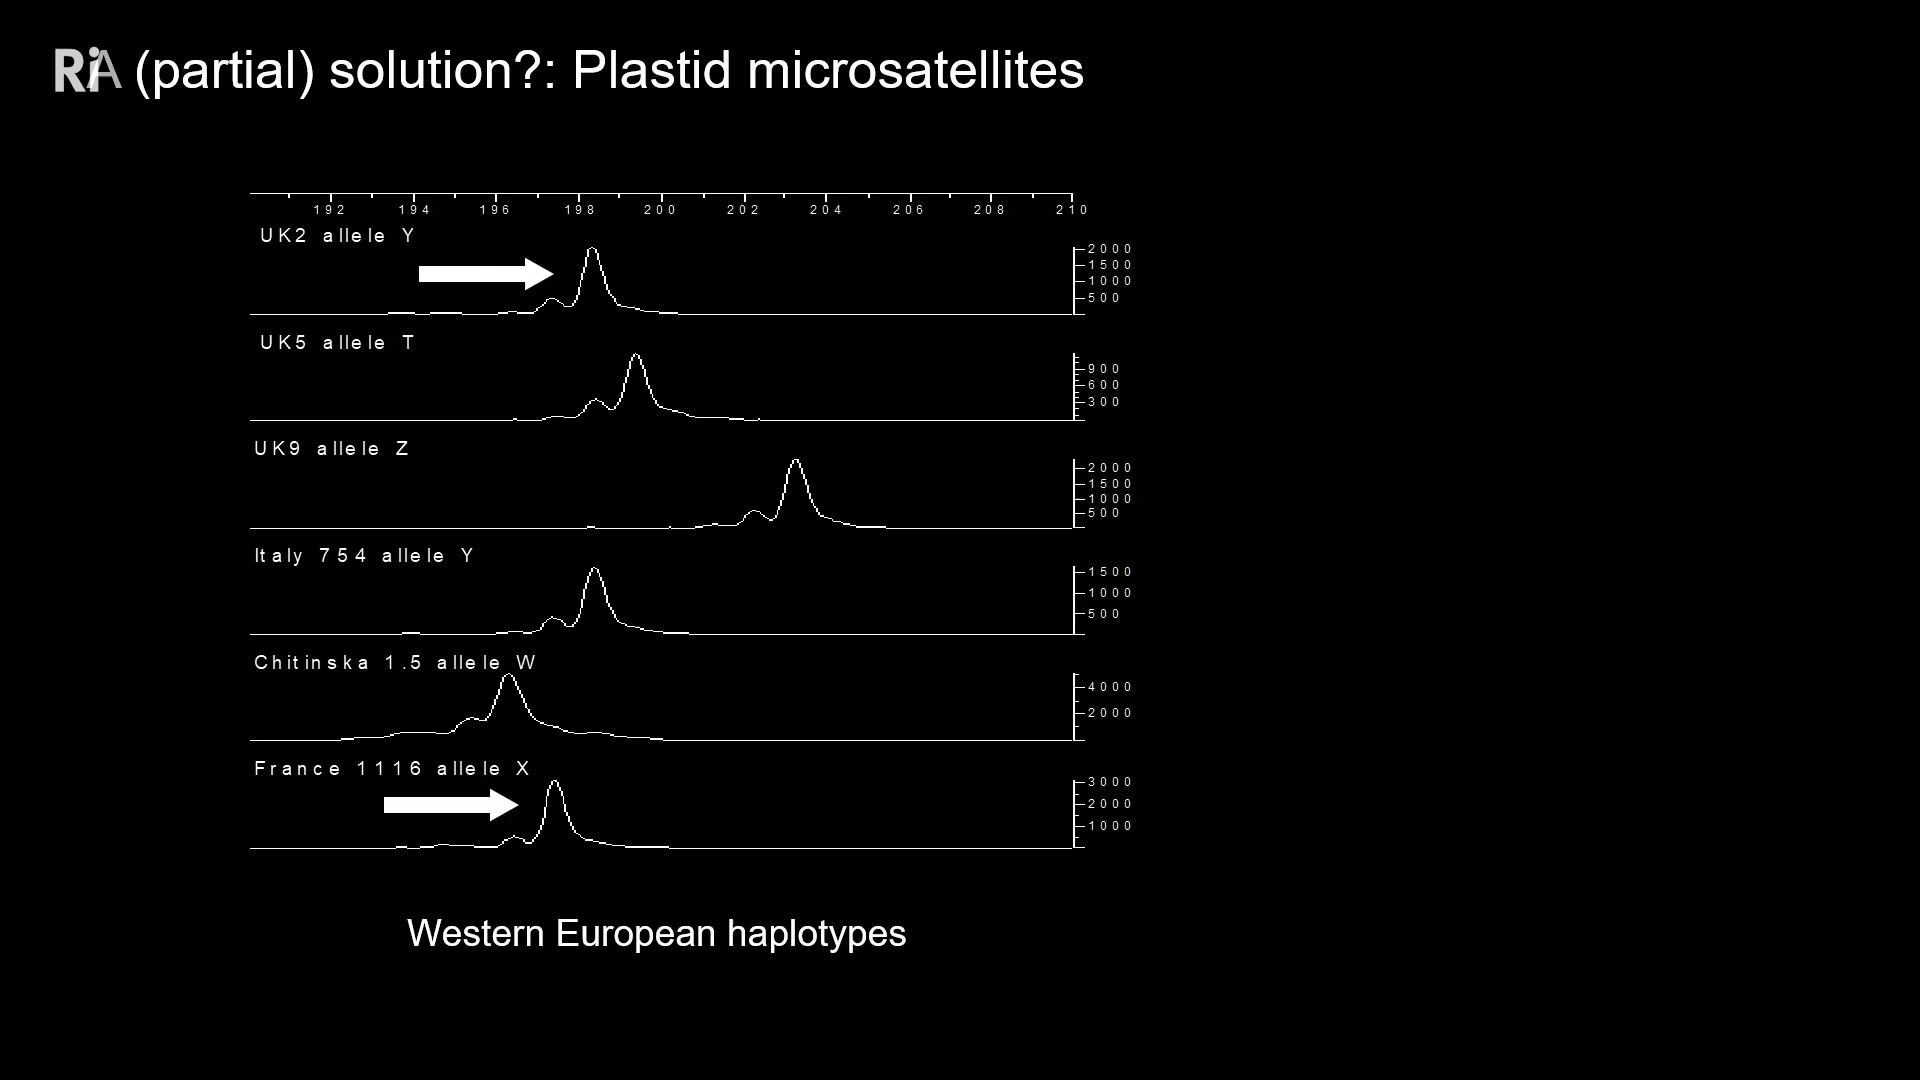 Ri
A (partial) solution?: Plastid microsatellites
192 194 196 198 200 202 204 206 208 210
UK2 allele Y
2000
1500
1000
500
UK5 allele T
900
600
300
UK9 allele Z
2000
1500
1000
500
Italy 754 allele Y
1500
1000
500
Chitinska 1.5 allele W
4000
2000
France 1116 allele X
3000
2000
1000
Western European haplotypes